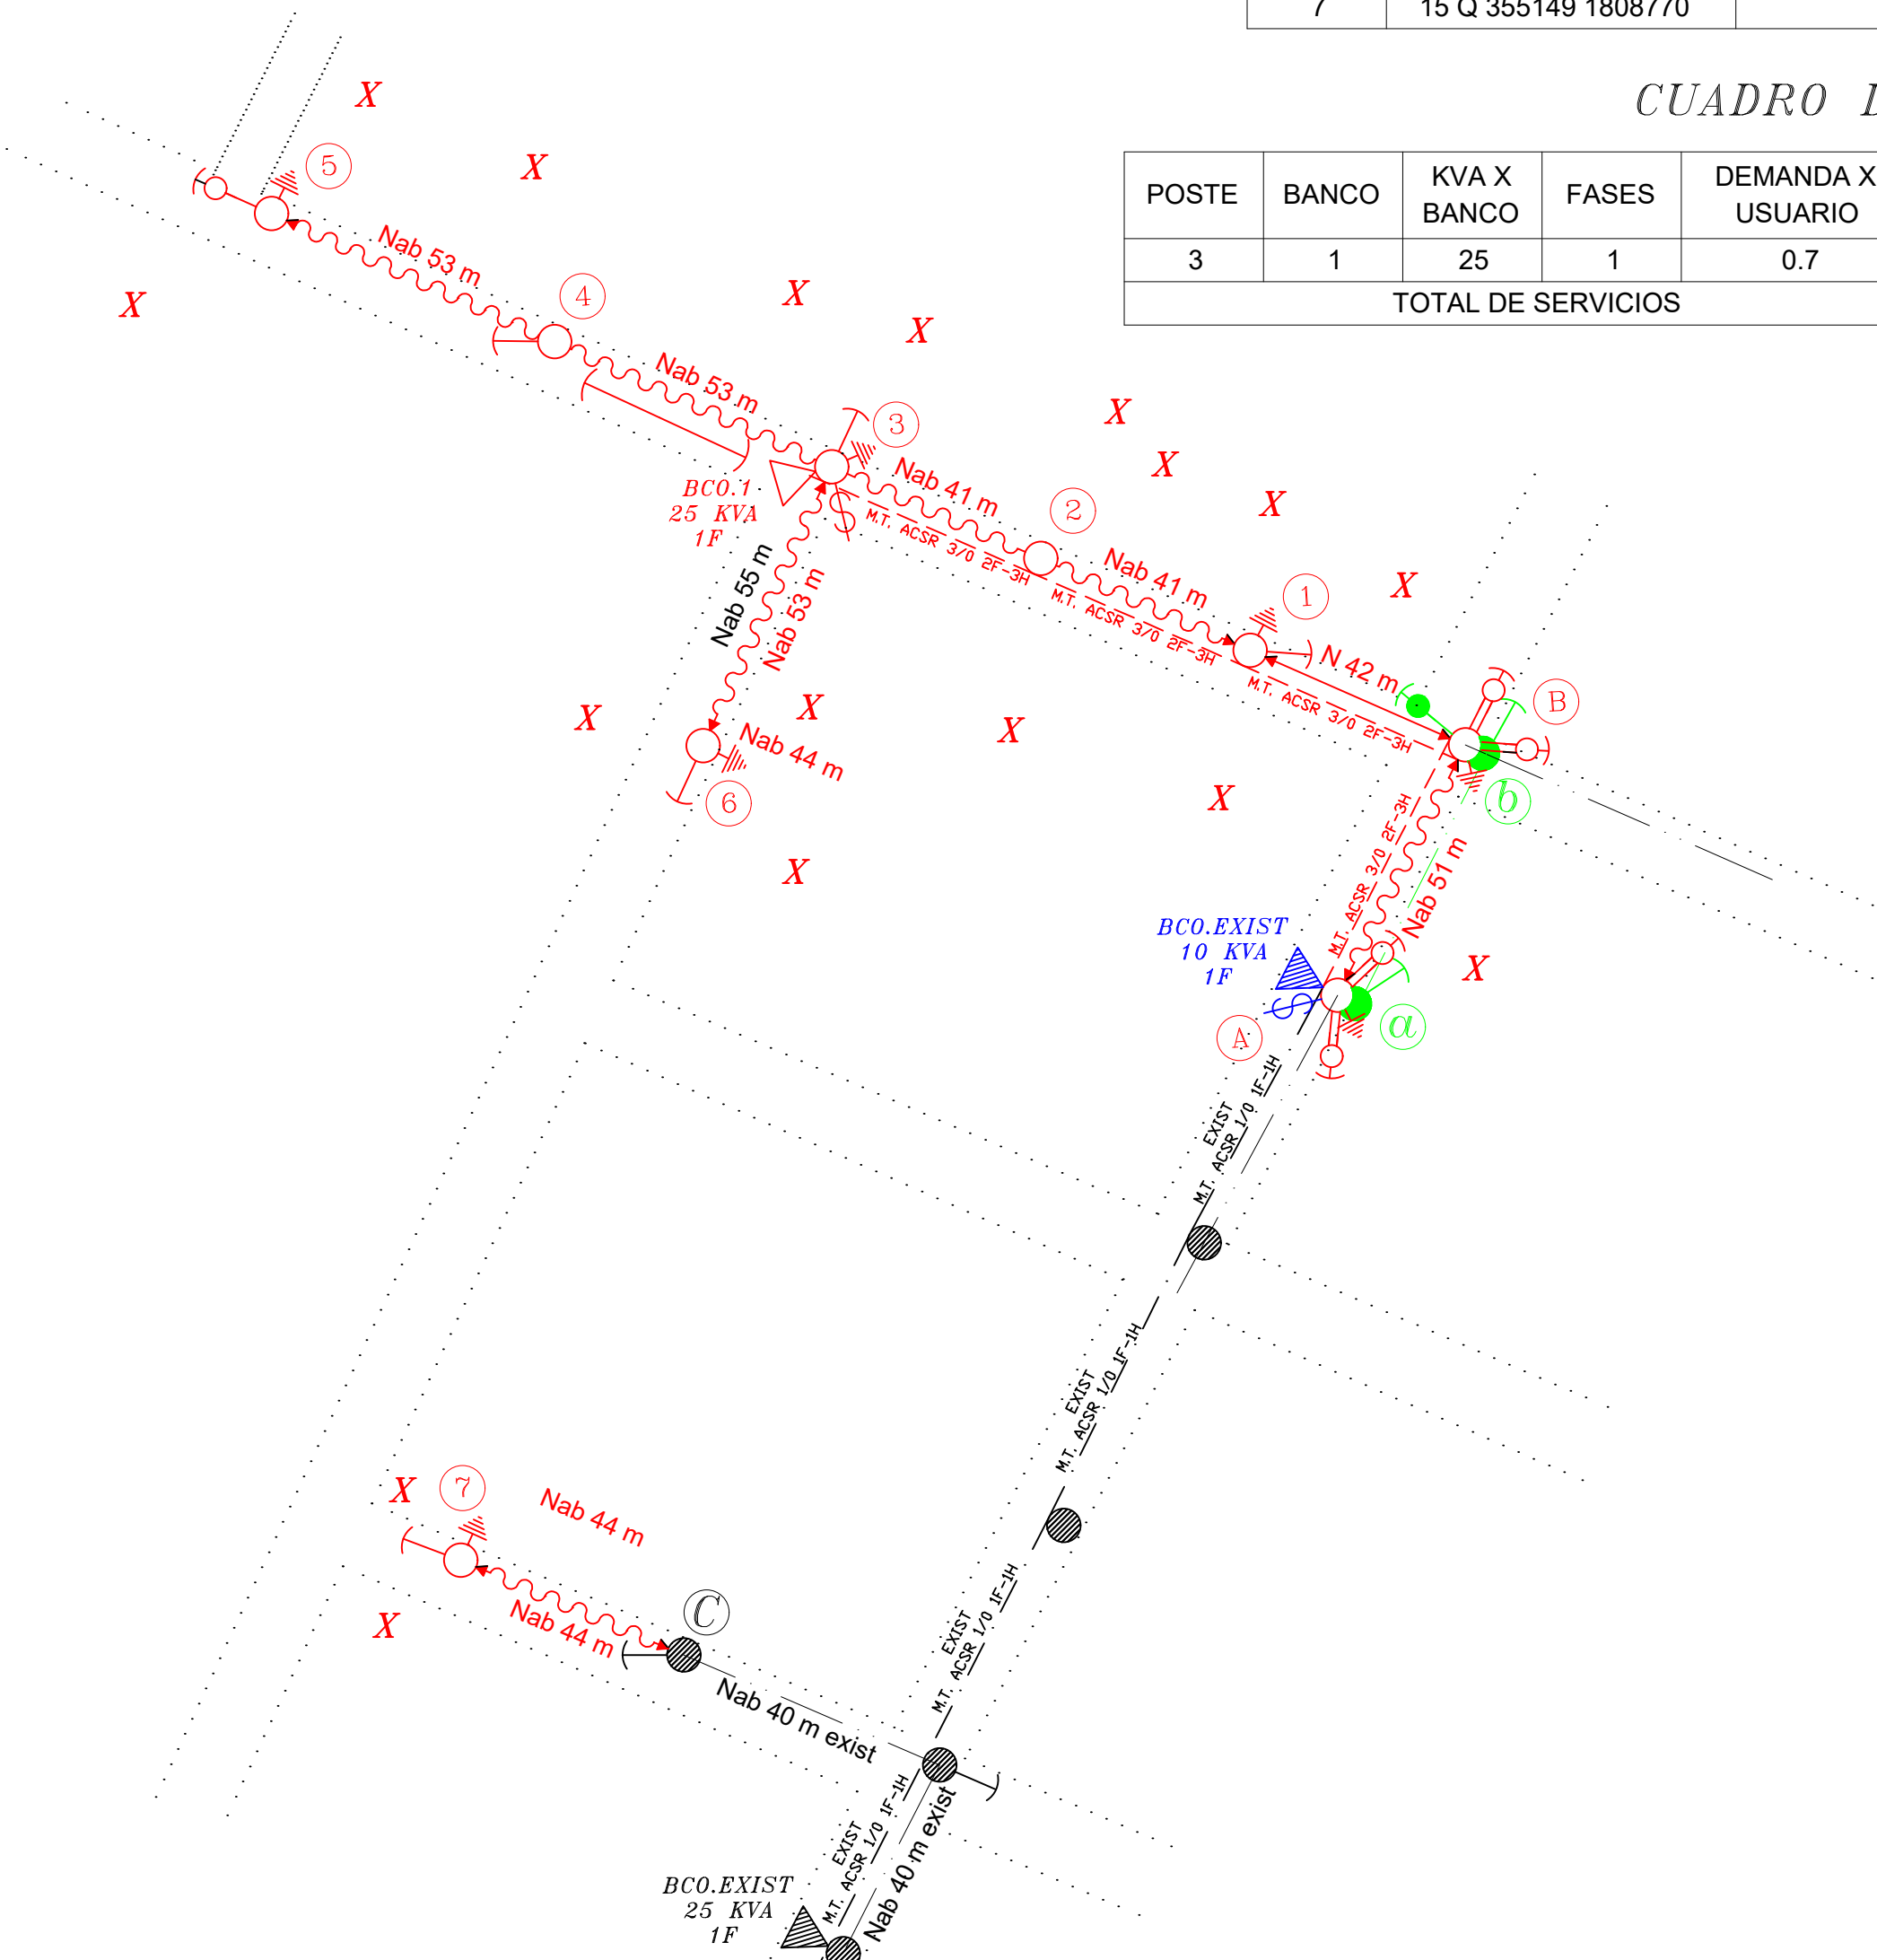 7 15 Q 355149 1808770
CUADRO
POSTE BANCO KVA X BANCO FASES DEMANDA X USUARIO
3 1 25 1 0.7
TOTAL DE SERVICIOS
X
X
5
Nab 53 m
X
4
X
X
Nab 53 m
X
3
BCO.1
25 KVA
1F
Nab 41 m
M.T. ACSR 3/0 2F-3H
X
2
X
Nab 41 m
M.T. ACSR 3/0 2F-3H
1
X
N 42 m
M.T. ACSR 3/0 2F-3H
B
b
Nab 55 m
Nab 53 m
X
X
X
Nab 44 m
6
X
X
M.T. ACSR 3/0 2F-3H
Nab 51 m
BCO.EXIST
10 KVA
1F
X
A
a
EXIST
M.T. ACSR 1/0 1F-1H
EXIST
M.T. ACSR 1/0 1F-1H
X
7
Nab 44 m
X
Nab 44 m
C
EXIST
M.T. ACSR 1/0 1F-1H
Nab 40 m exist
EXIST
M.T. ACSR 1/0 1F-1H
Nab 40 m exist
BCO.EXIST
25 KVA
1F